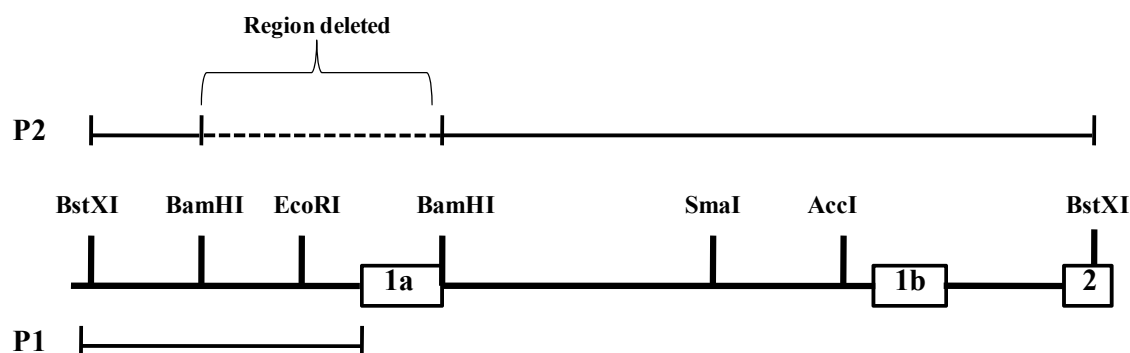 Region deleted
P2
BstXI BamHI EcoRI BamHI SmaI AccI BstXI
1a 1b 2
P1